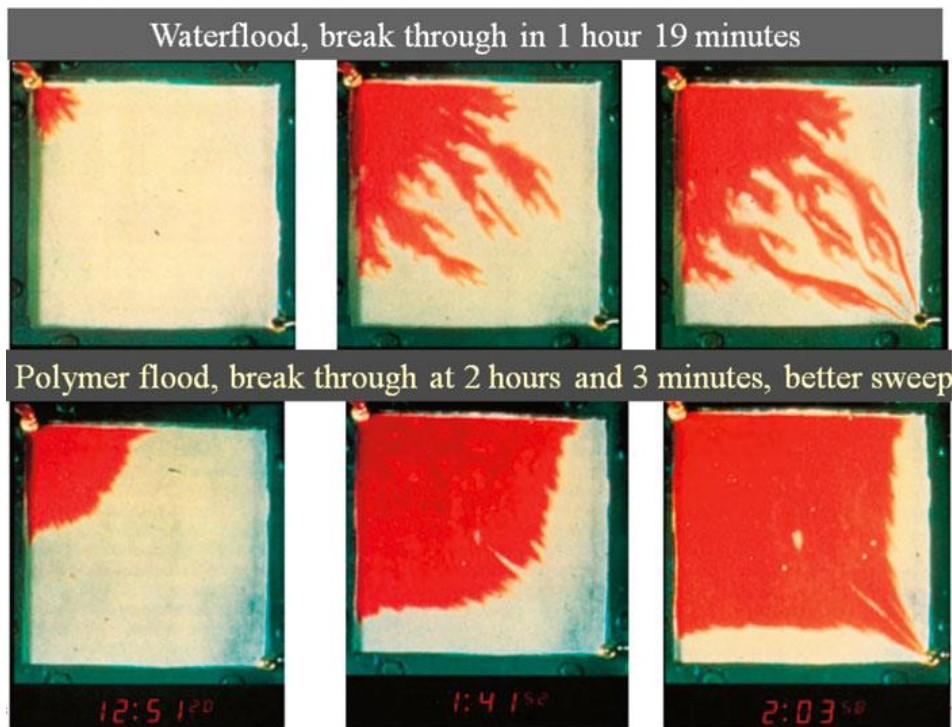 Waterflood, break through in 1 hour 19 minutes
Polymer flood, break through at 2 hours and 3 minutes, better sweep
12:51 20
1:41 52
2:03 58